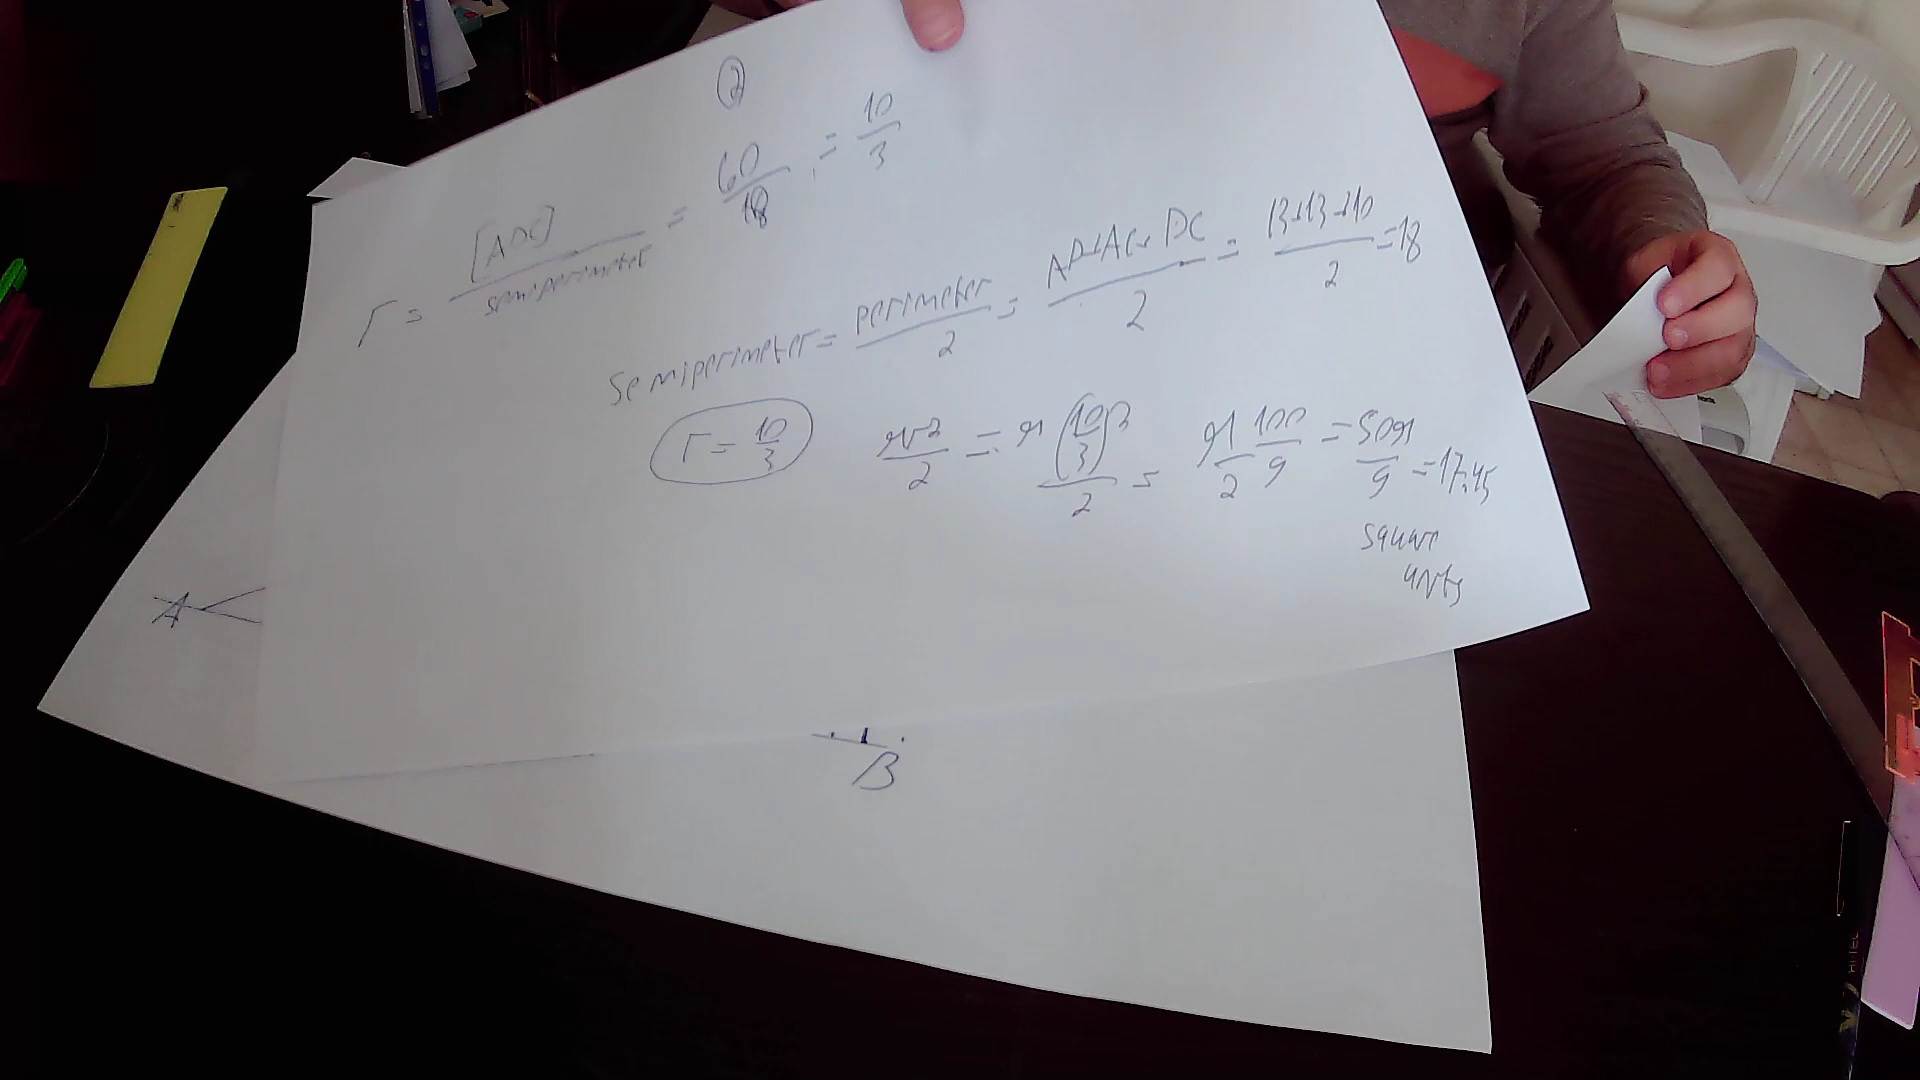 ②
r = [ADC] / semiperimeter = 60/18 = 10/3
semiperimeter = perimeter/2 = AD+AC+DC / 2 = 13+13+10 / 2 = 18
r = 10/3 πr²/2 = π(10/3)²/2 = π/2 100/9 = 50π/9 = 17.45
square
units
A
B